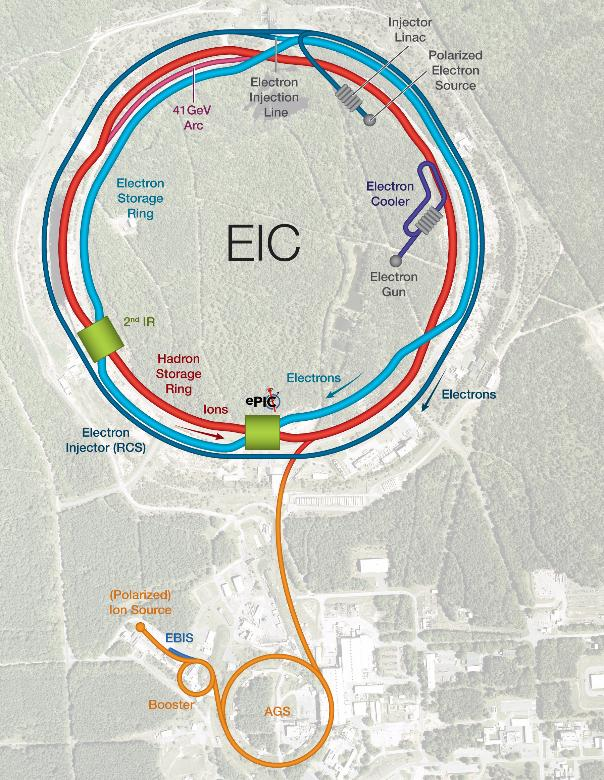 Injector
Linac
Polarized
Electron
Source
Electron
Injection
Line
41GeV
Arc
Electron
Storage
Ring
Electron
Cooler
EIC
Electron
Gun
2nd IR
Hadron
Storage
Ring
Electrons
Electrons
ePIC
Ions
Electron
Injector (RCS)
(Polarized)
Ion Source
EBIS
Booster
AGS